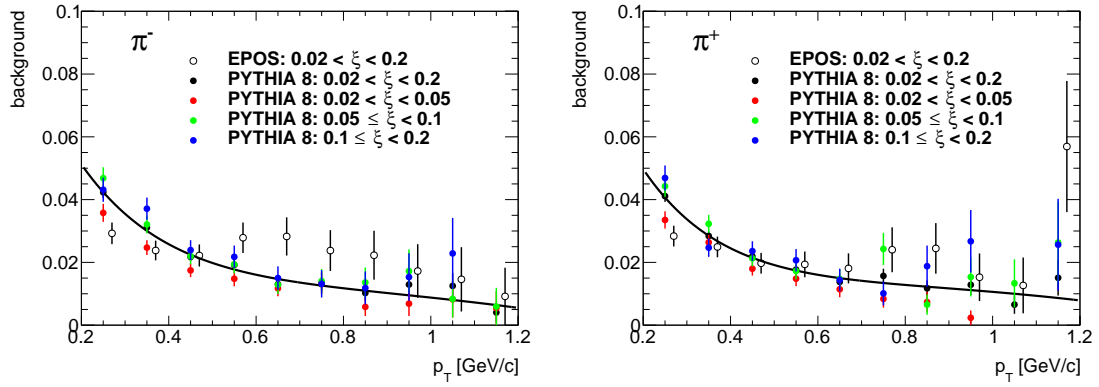 background
0.1
0.08
0.06
0.04
0.02
0
π-
EPOS: 0.02 < ξ < 0.2
PYTHIA 8: 0.02 < ξ < 0.2
PYTHIA 8: 0.02 < ξ < 0.05
PYTHIA 8: 0.05 ≤ ξ < 0.1
PYTHIA 8: 0.1 ≤ ξ < 0.2
0.2 0.4 0.6 0.8 1 1.2
p_T [GeV/c]
background
0.1
0.08
0.06
0.04
0.02
0
π+
EPOS: 0.02 < ξ < 0.2
PYTHIA 8: 0.02 < ξ < 0.2
PYTHIA 8: 0.02 < ξ < 0.05
PYTHIA 8: 0.05 ≤ ξ < 0.1
PYTHIA 8: 0.1 ≤ ξ < 0.2
0.2 0.4 0.6 0.8 1 1.2
p_T [GeV/c]